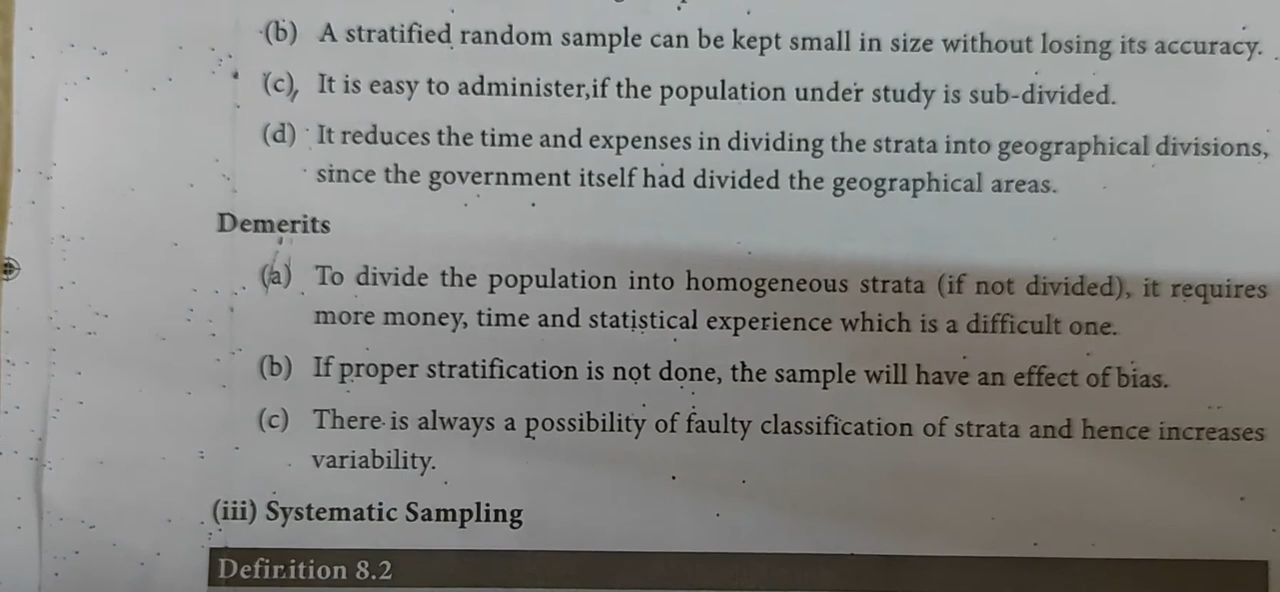 (b) A stratified random sample can be kept small in size without losing its accuracy.
(c) It is easy to administer,if the population under study is sub-divided.
(d) It reduces the time and expenses in dividing the strata into geographical divisions,
since the government itself had divided the geographical areas.
Demerits
(a) To divide the population into homogeneous strata (if not divided), it requires
more money, time and statistical experience which is a difficult one.
(b) If proper stratification is not done, the sample will have an effect of bias.
(c) There is always a possibility of faulty classification of strata and hence increases
variability.
(iii) Systematic Sampling
Definition 8.2